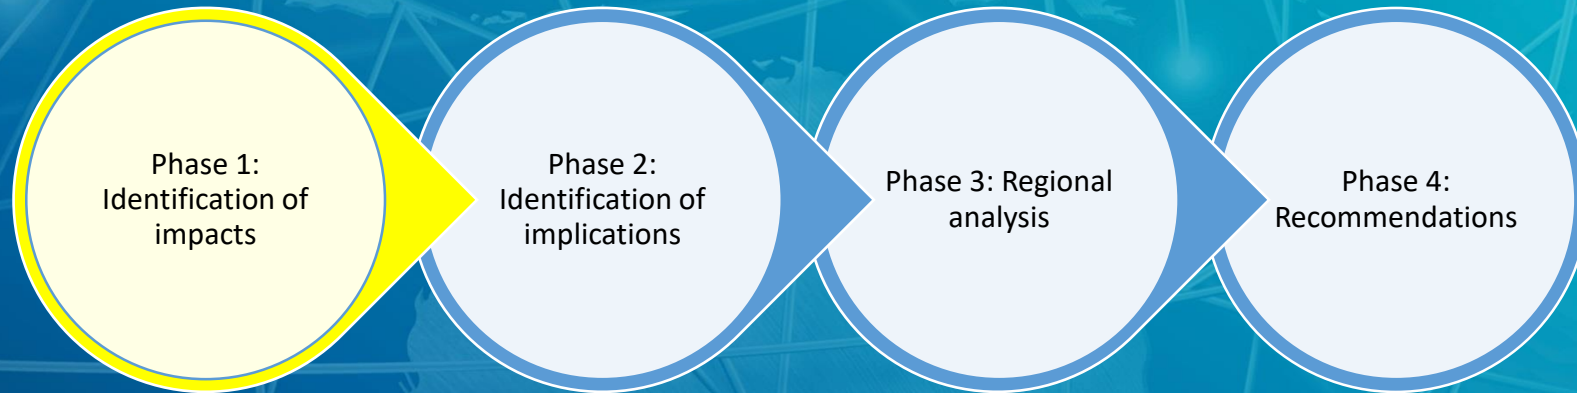 Phase 1:
Identification of
impacts
Phase 2:
Identification of
implications
Phase 3: Regional
analysis
Phase 4:
Recommendations